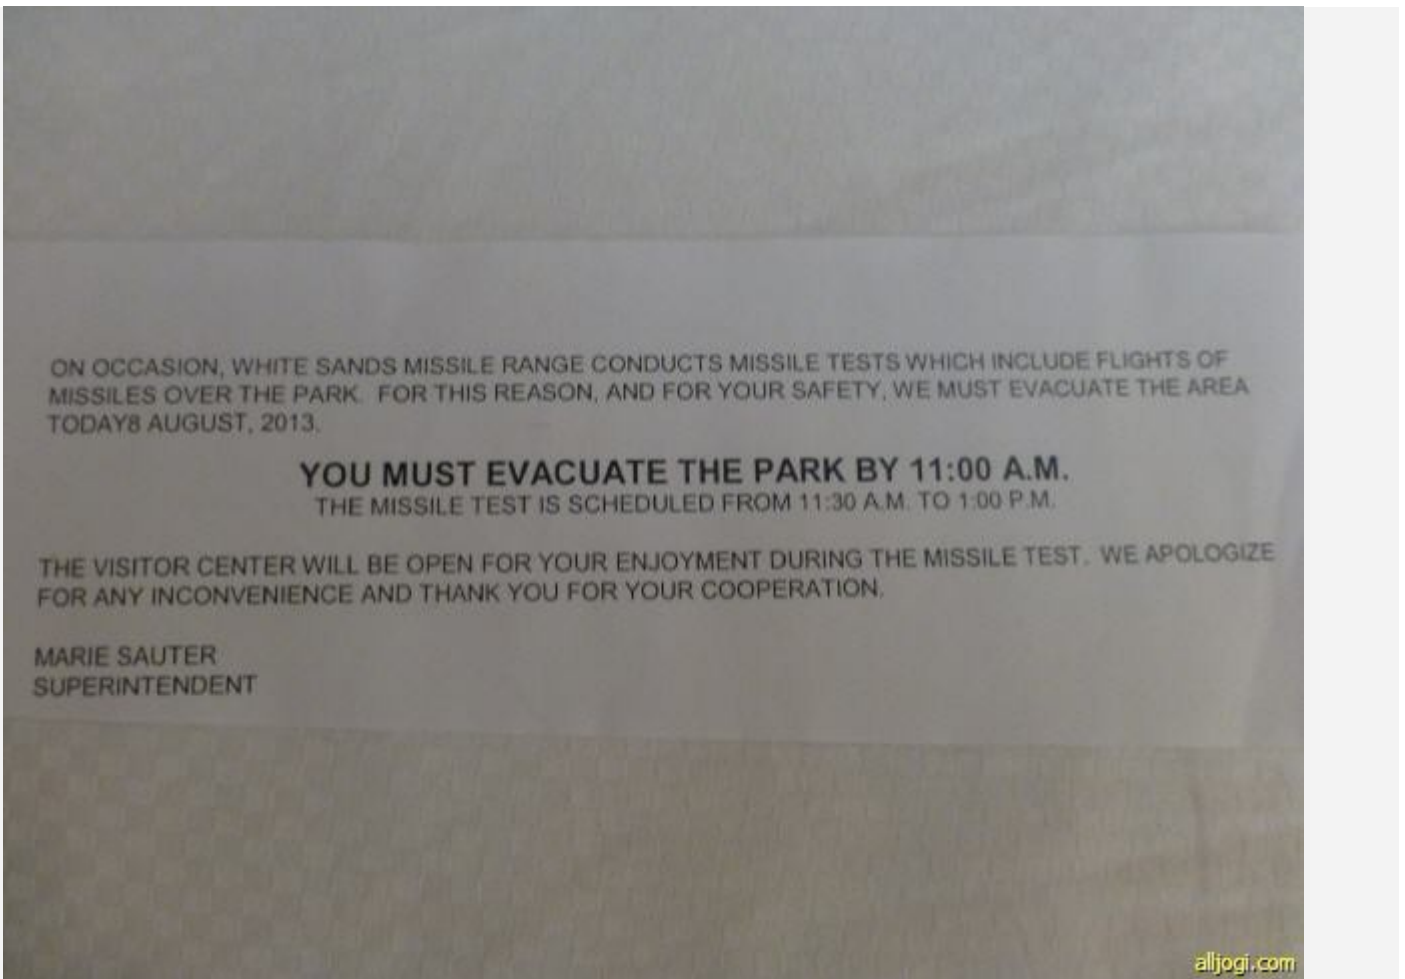 ON OCCASION, WHITE SANDS MISSILE RANGE CONDUCTS MISSILE TESTS WHICH INCLUDE FLIGHTS OF
MISSILES OVER THE PARK. FOR THIS REASON, AND FOR YOUR SAFETY, WE MUST EVACUATE THE AREA
TODAY8 AUGUST, 2013.
YOU MUST EVACUATE THE PARK BY 11:00 A.M.
THE MISSILE TEST IS SCHEDULED FROM 11:30 A.M. TO 1:00 P.M.
THE VISITOR CENTER WILL BE OPEN FOR YOUR ENJOYMENT DURING THE MISSILE TEST. WE APOLOGIZE
FOR ANY INCONVENIENCE AND THANK YOU FOR YOUR COOPERATION.
MARIE SAUTER
SUPERINTENDENT
alljogi.com